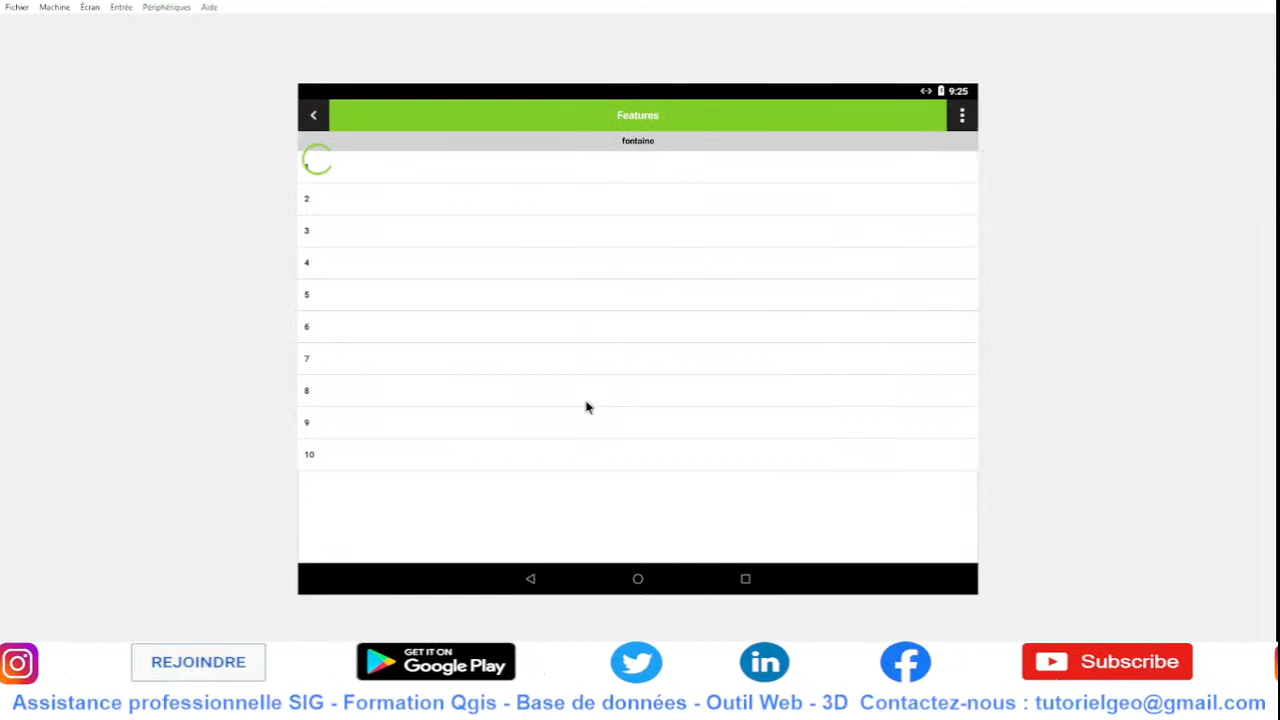 Fichier Machine Écran Entrée Périphériques Aide
9:25
Features
fontaine
1
2
3
4
5
6
7
8
9
10
REJOINDRE
GET IT ON
Google Play
in
Subscribe
Assistance professionnelle SIG - Formation Qgis - Base de données - Outil Web - 3D Contactez-nous : tutorielgeo@gmail.com